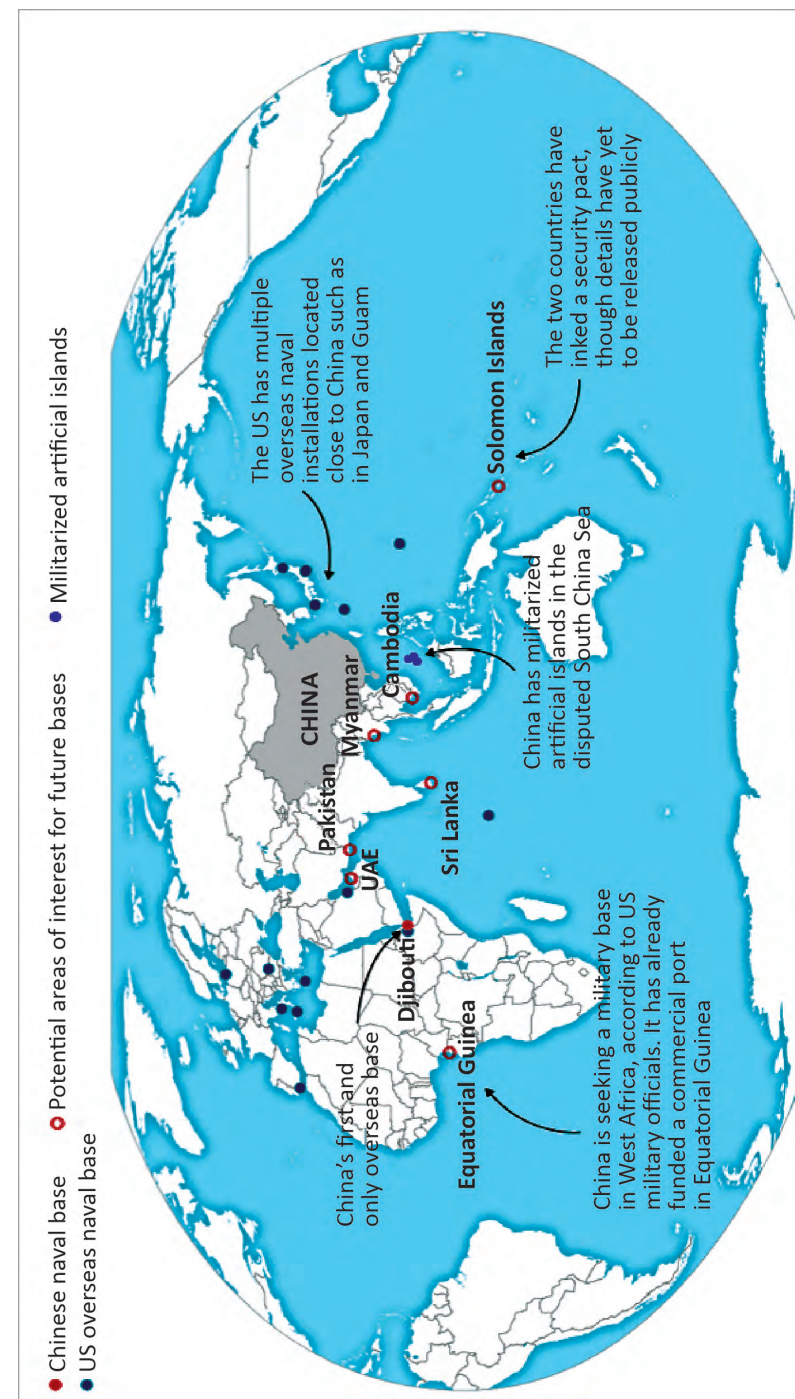 Chinese naval base
Potential areas of interest for future bases
Militarized artificial islands
US overseas naval base
The US has multiple
overseas naval
installations located
close to China such as
in Japan and Guam
CHINA
Pakistan
Myanmar
UAE
Cambodia
China's first and
only overseas base
Djibouti
Sri Lanka
Equatorial Guinea
Solomon Islands
The two countries have
inked a security pact,
though details have yet
to be released publicly
China has militarized
artificial islands in the
disputed South China Sea
China is seeking a military base
in West Africa, according to US
military officials. It has already
funded a commercial port
in Equatorial Guinea